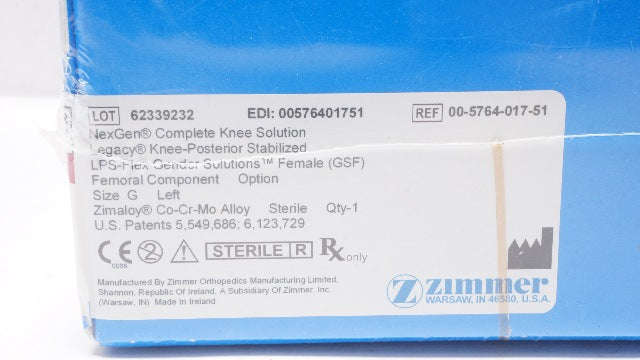 LOT 62339232 EDI: 00576401751 REF 00-5764-017-51
NexGen® Complete Knee Solution
Legacy® Knee-Posterior Stabilized
LPS-Flex Gender Solutions™ Female (GSF)
Femoral Component Option
Size G Left
Zimaloy® Co-Cr-Mo Alloy Sterile Qty-1
U.S. Patents 5,549,686; 6,123,729
CE 0086 2 STERILE R Rx only
Manufactured By Zimmer Orthopedics Manufacturing Limited,
Shannon, Republic Of Ireland, A Subsidiary Of Zimmer, Inc.
(Warsaw, IN) Made in Ireland
Z zimmer
WARSAW, IN 46580, U.S.A.